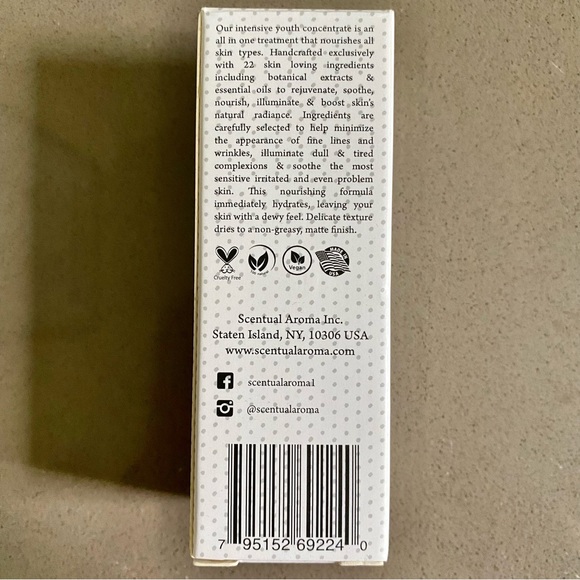 Our intensive youth concentrate is an
all in one treatment that nourishes all
skin types. Handcrafted exclusively
with 22 skin loving ingredients
including botanical extracts &
essential oils to rejuvenate, soothe,
nourish, illuminate & boost skin's
natural radiance. Ingredients are
carefully selected to help minimize
the appearance of fine lines and
wrinkles, illuminate dull & tired
complexions & soothe the most
sensitive irritated and even problem
skin. This nourishing formula
immediately hydrates, leaving your
skin with a dewy feel. Delicate texture
dries to a non-greasy, matte finish.
Cruelty Free
Vegan
MADE IN USA
Scentual Aroma Inc.
Staten Island, NY, 10306 USA
www.scentualaroma.com
scentualaroma1
@scentualaroma
7 95152 69224 0